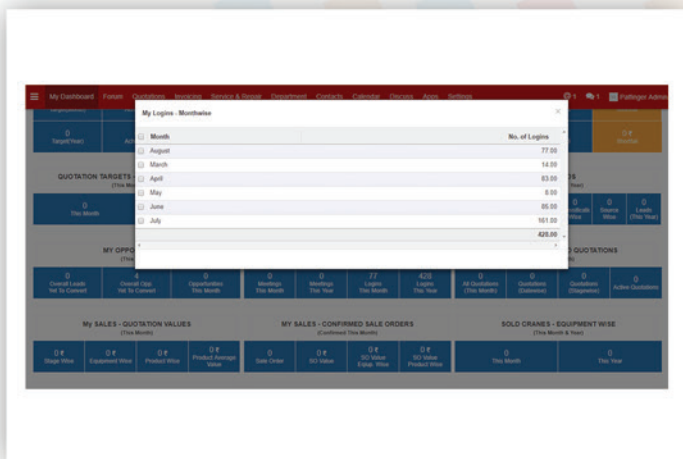 My Dashboard Forum Quotations Invoicing Service & Repair Department Contacts Calendar Discuss Apps Settings 1 1 Palfinger Admin
My Logins - Monthwise ×
Month No. of Logins
August 77.00
March 14.00
April 83.00
May 8.00
June 85.00
July 161.00
428.00
0 Target(Year)
0 ₹
QUOTATION TARGETS -
0 This Month
0 Source Wise
0 Leads (This Year)
MY OPPO
QUOTATIONS
0 Overall Leads Yet To Convert
4 Overall Opp Yet To Convert
0 Opportunities This Month
0 Meetings This Month
0 Meetings This Year
77 Logins This Month
428 Logins This Year
0 All Quotations (This Month)
0 Quotations (Datewise)
0 Quotations (Stagewise)
0 Active Quotations
My SALES - QUOTATION VALUES
(This Month)
MY SALES - CONFIRMED SALE ORDERS
(Confirmed This Month)
SOLD CRANES - EQUIPMENT WISE
(This Month & Year)
0 ₹ Stage Wise
0 ₹ Equipment Wise
0 ₹ Product Wise
0 ₹ Product Average Value
0 Sale Order
0 ₹ SO Value
0 ₹ SO Value Equip. Wise
0 ₹ SO Value Product Wise
0 This Month
0 This Year